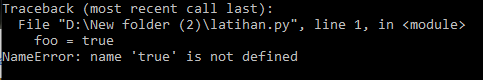 Traceback (most recent call last):
  File "D:\New folder (2)\latihan.py", line 1, in <module>
    foo = true
NameError: name 'true' is not defined